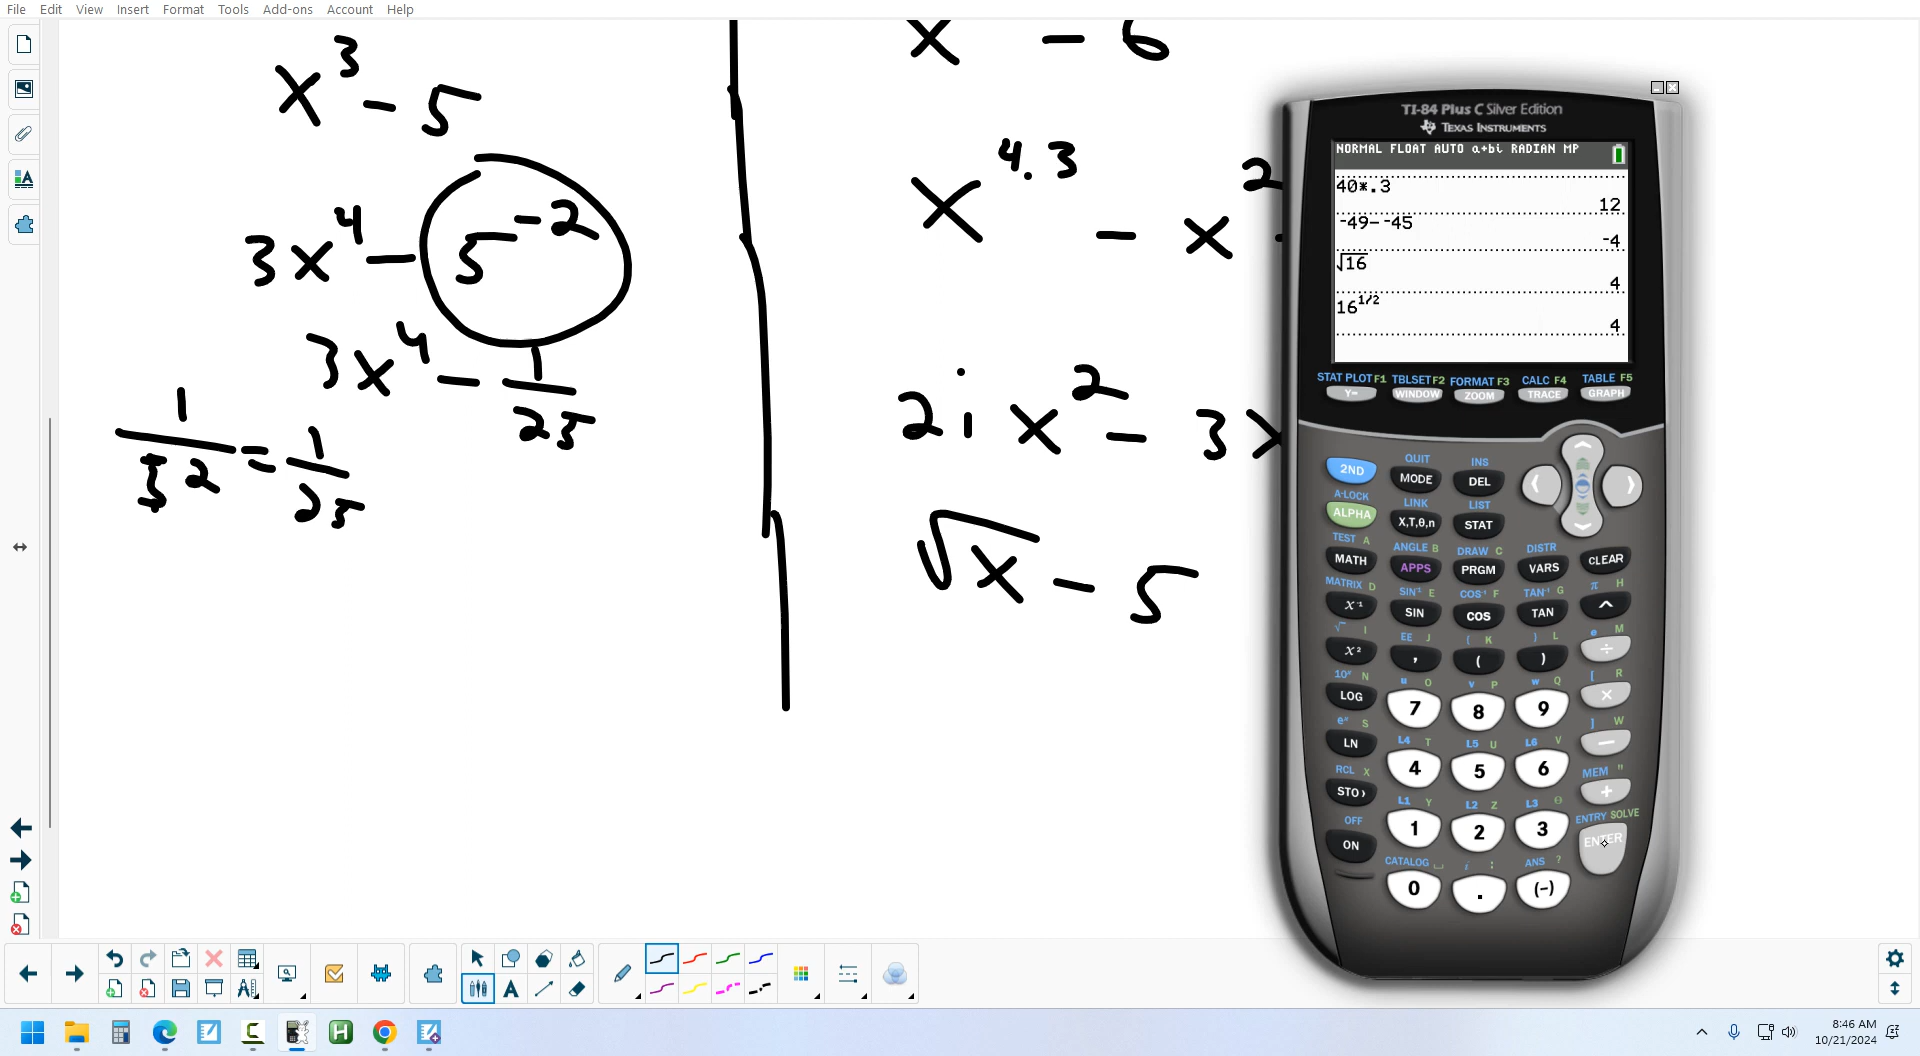 File Edit View Insert Format Tools Add-ons Account Help
x³ - 5
3x⁴ - 5⁻²
3x⁴ - 1/25
1/5² = 1/25
x - 6
x⁴·³ - x²
2ix² - 3x
√x - 5
TI-84 Plus C Silver Edition
TEXAS INSTRUMENTS
NORMAL FLOAT AUTO a+bi RADIAN MP
40*.3
12
-49--45
-4
√16
4
16^1/2
4
STAT PLOT F1 TBLSET F2 FORMAT F3 CALC F4 TABLE F5
Y= WINDOW ZOOM TRACE GRAPH
QUIT INS
2ND MODE DEL
A-LOCK LINK LIST
ALPHA X,T,θ,n STAT
TEST A ANGLE B DRAW C DISTR
MATH APPS PRGM VARS CLEAR
MATRIX D SIN⁻¹ E COS⁻¹ F TAN⁻¹ G π H
x⁻¹ SIN COS TAN ^
√ I EE J { K } L e M
x² , ( ) ÷
10ˣ N u O v P w Q [ R
LOG 7 8 9 ×
eˣ S L4 T L5 U L6 V ] W
LN 4 5 6 −
RCL X L1 Y L2 Z L3 θ MEM "
STO› 1 2 3 +
OFF CATALOG i : ANS ? ENTRY SOLVE
ON 0 . (-) ENTER
8:46 AM
10/21/2024